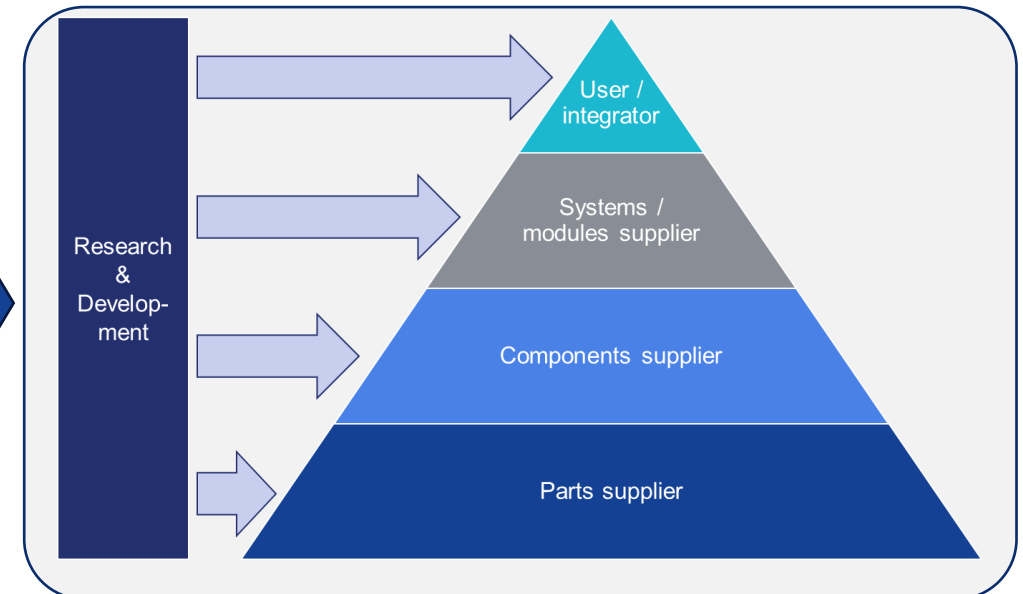 Research
&
Develop-
ment
User /
integrator
Systems /
modules supplier
Components supplier
Parts supplier